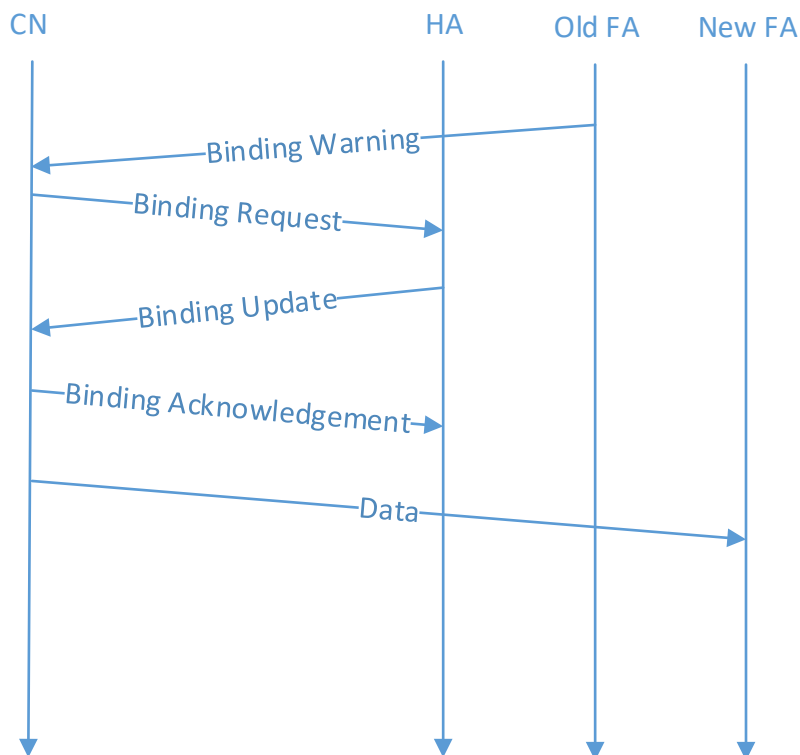 CN
HA
Old FA
New FA
Binding Warning
Binding Request
Binding Update
Binding Acknowledgement
Data